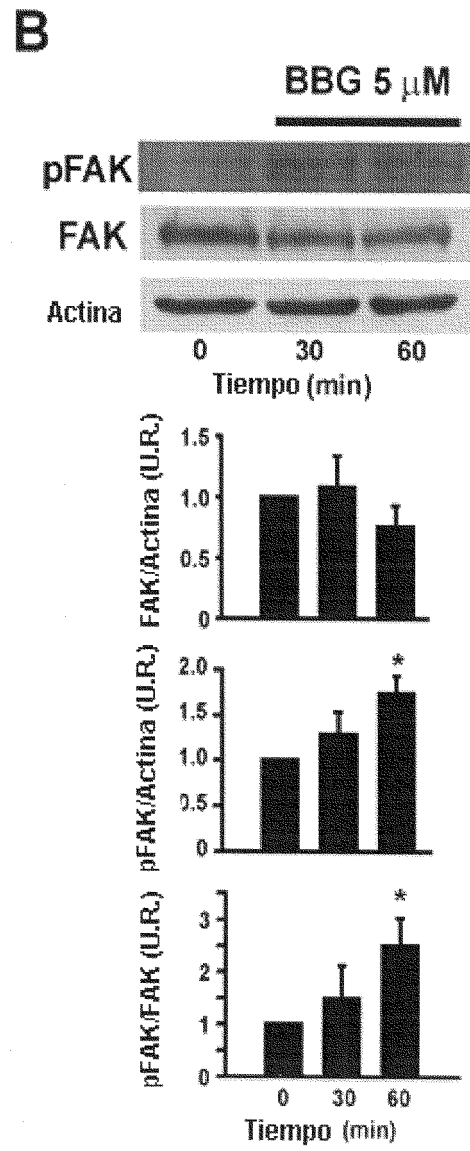 B
BBG 5 µM
pFAK
FAK
Actina
0 30 60
Tiempo (min)
FAK/Actina (U.R.)
1.5
1.0
0.5
0
pFAK/Actina (U.R.)
2.0
1.0
0.5
0
*
pFAK/FAK (U.R.)
3
2
1
0
*
0 30 60
Tiempo (min)